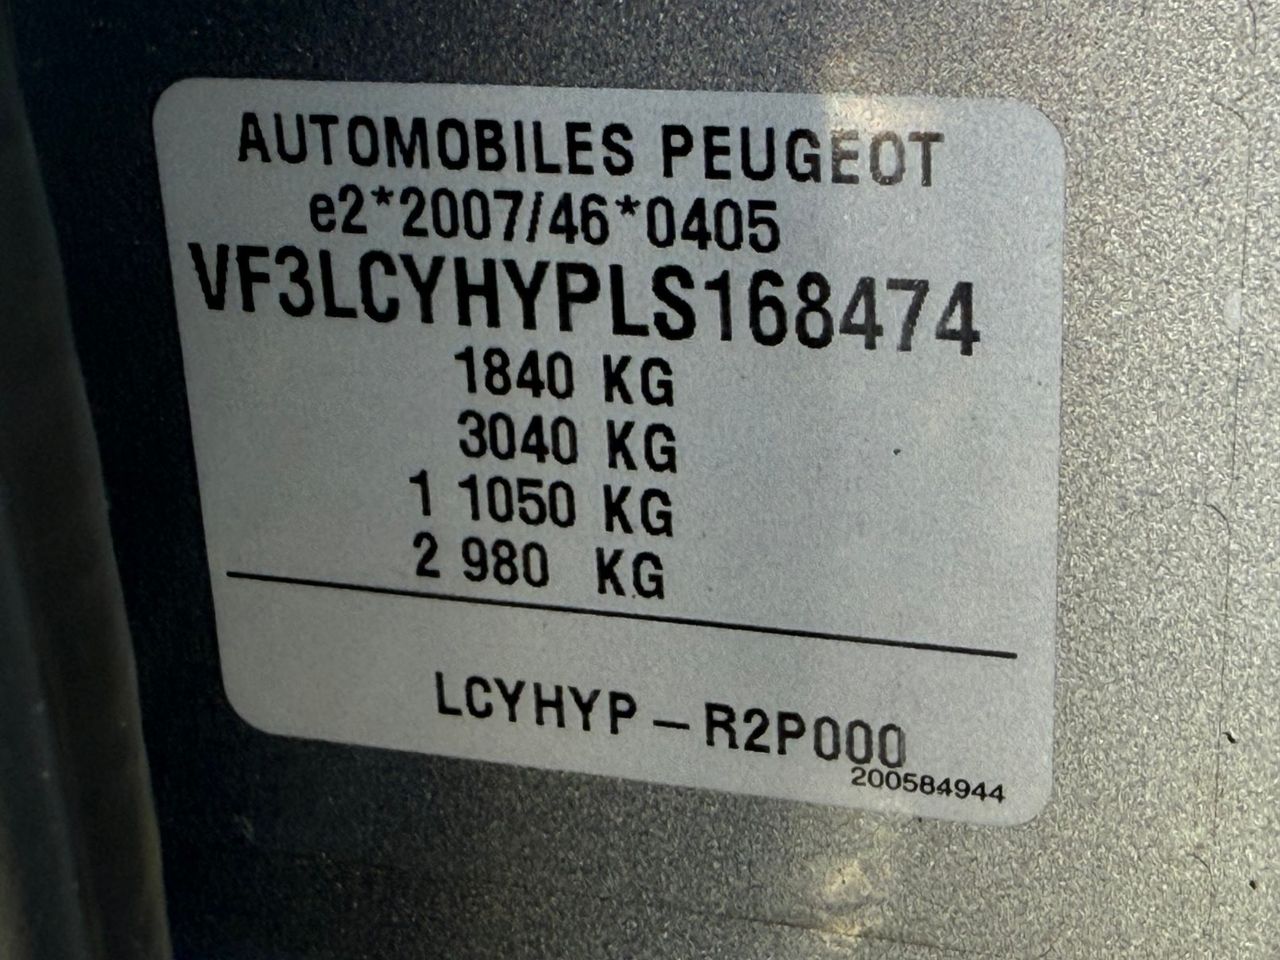 AUTOMOBILES PEUGEOT
e2*2007/46*0405
VF3LCYHYPLS168474
1840 KG
3040 KG
1 1050 KG
2 980 KG
LCYHYP – R2P000
200584944